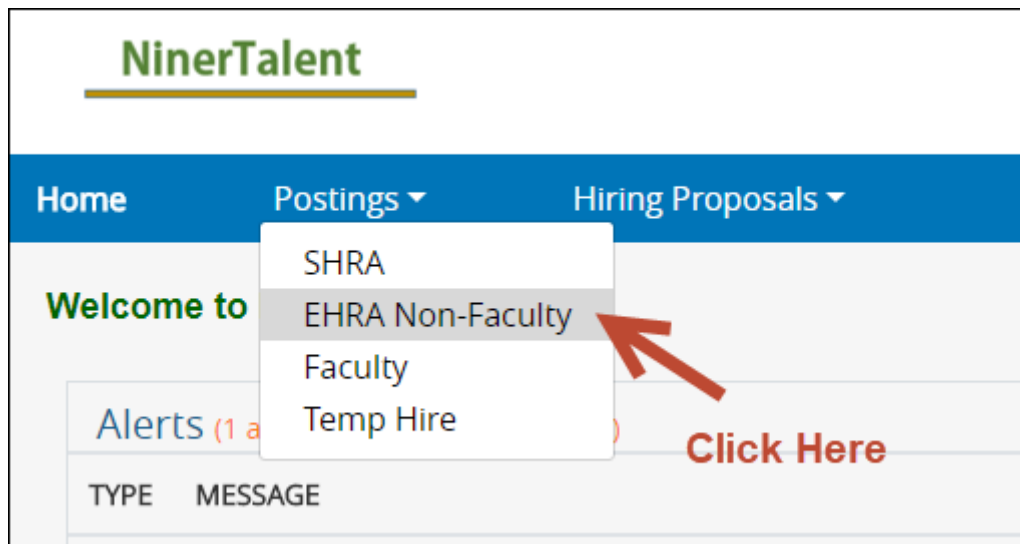 NinerTalent
Home Postings Hiring Proposals
SHRA
Welcome to EHRA Non-Faculty
Faculty
Alerts (1 a ) Temp Hire
Click Here
TYPE MESSAGE